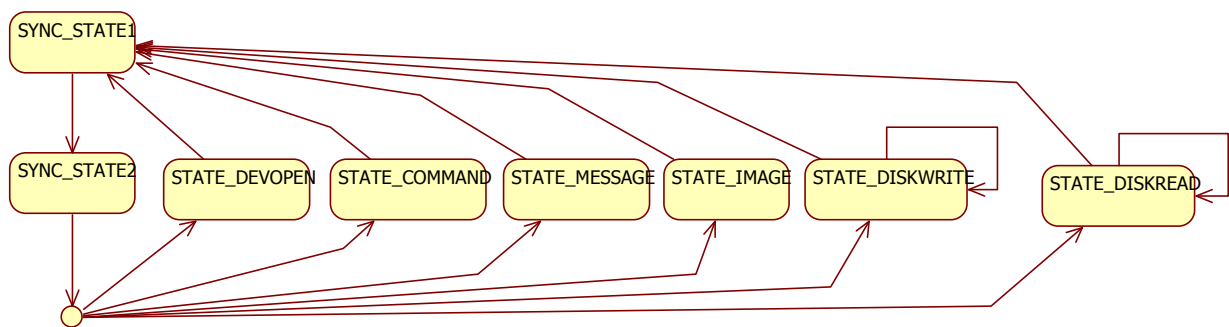 SYNC_STATE1
SYNC_STATE2
STATE_DEVOPEN
STATE_COMMAND
STATE_MESSAGE
STATE_IMAGE
STATE_DISKWRITE
STATE_DISKREAD